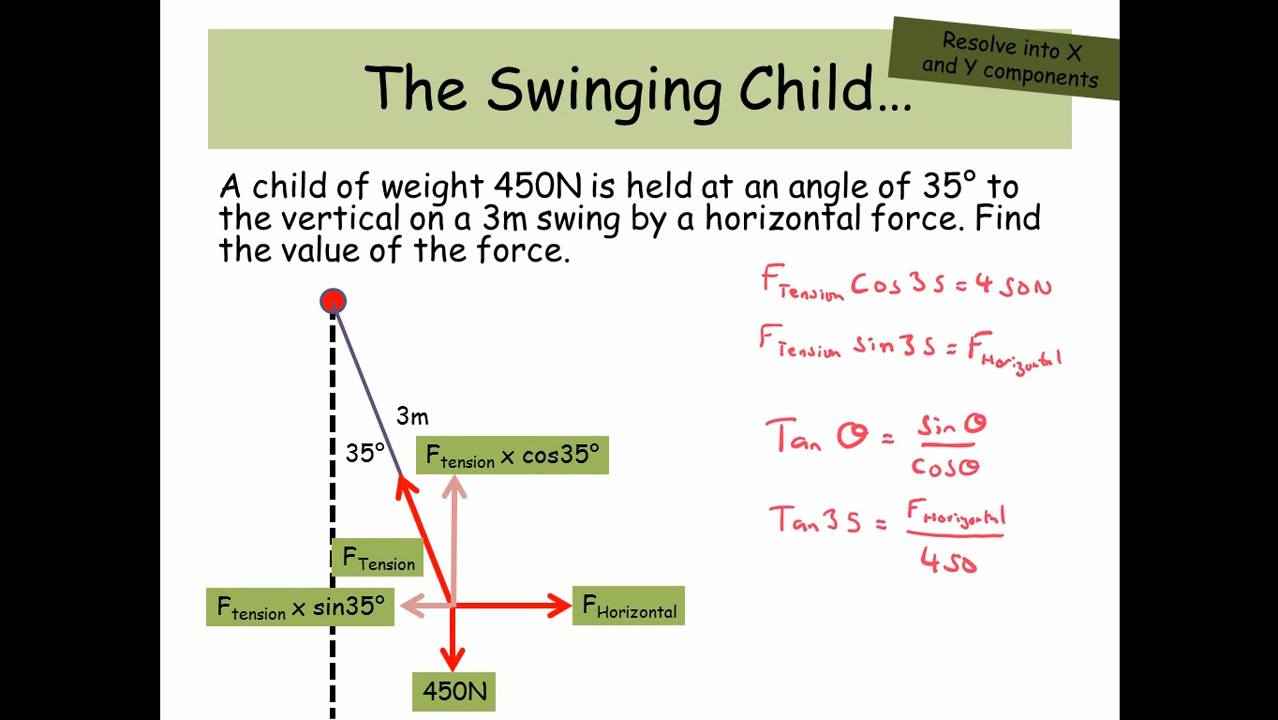 Resolve into X
and Y components
The Swinging Child...
A child of weight 450N is held at an angle of 35° to
the vertical on a 3m swing by a horizontal force. Find
the value of the force.
F_Tension Cos 35 = 450N
F_Tension sin 35 = F_Horizontal
Tan θ = sin θ
cos θ
Tan 35 = F_Horizontal
450
3m
35°
F_tension x cos35°
F_Tension
F_tension x sin35°
F_Horizontal
450N